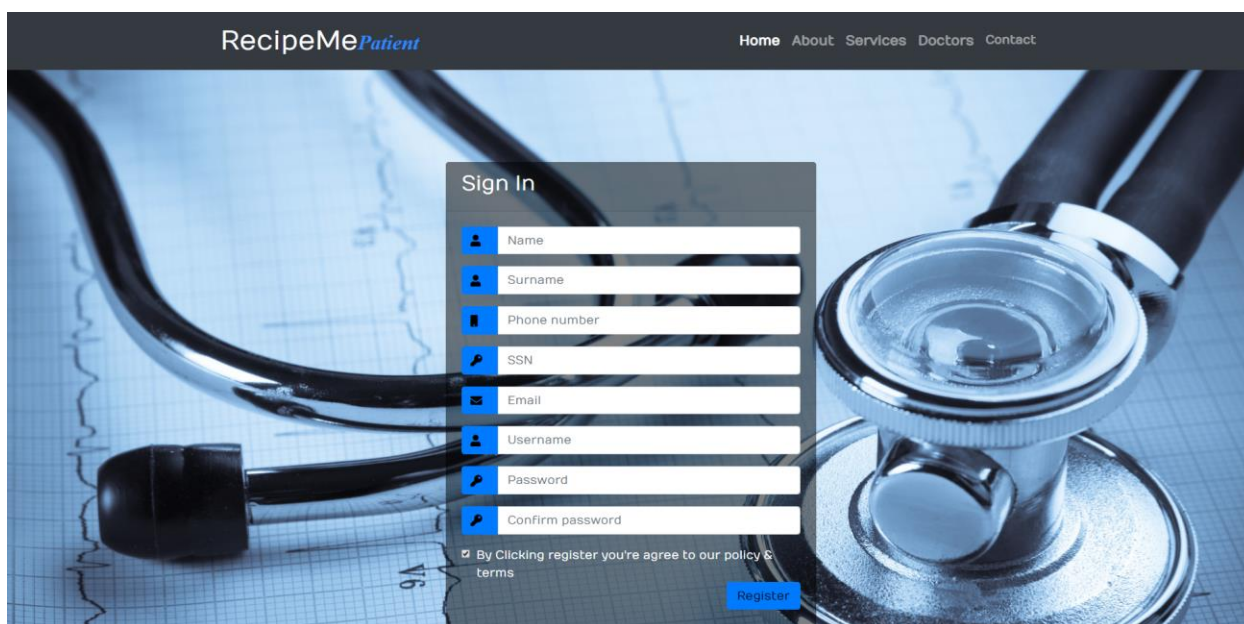 RecipeMePatient
Home About Services Doctors Contact
Sign In
Name
Surname
Phone number
SSN
Email
Username
Password
Confirm password
By Clicking register you're agree to our policy &
terms
Register
V6